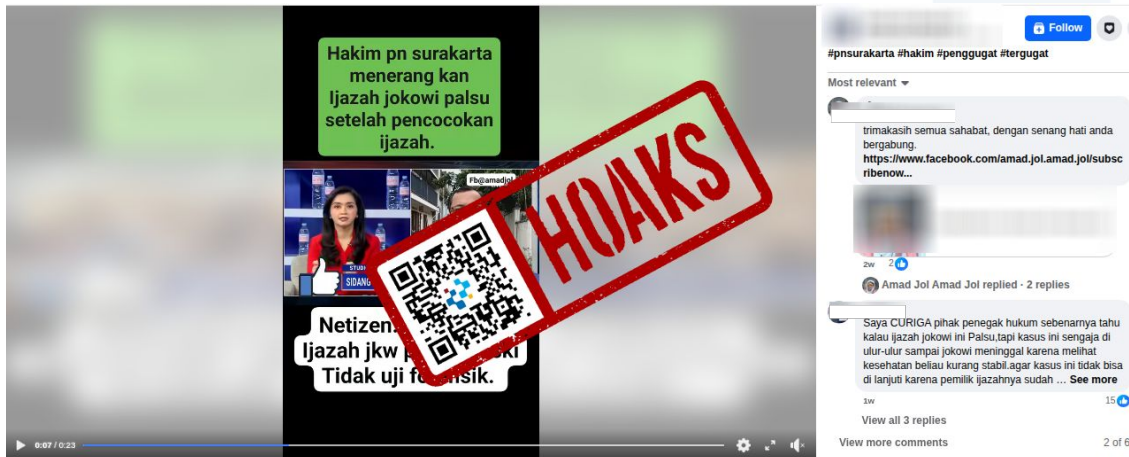 Hakim pn surakarta
menerang kan
Ijazah jokowi palsu
setelah pencocokan
ijazah.
Fb@amadjol
STUDI
SIDANG
HOAKS
Netizen.
Ijazah jkw p ski
Tidak uji fo nsik.
0:07 / 0:23
Follow
#pnsurakarta #hakim #penggugat #tergugat
Most relevant
trimakasih semua sahabat, dengan senang hati anda
bergabung.
https://www.facebook.com/amad.jol.amad.jol/subsc
ribenow...
2w 2
Amad Jol Amad Jol replied · 2 replies
Saya CURIGA pihak penegak hukum sebenarnya tahu
kalau ijazah jokowi ini Palsu,tapi kasus ini sengaja di
ulur-ulur sampai jokowi meninggal karena melihat
kesehatan beliau kurang stabil.agar kasus ini tidak bisa
di lanjuti karena pemilik ijazahnya sudah … See more
1w 15
View all 3 replies
View more comments 2 of 6